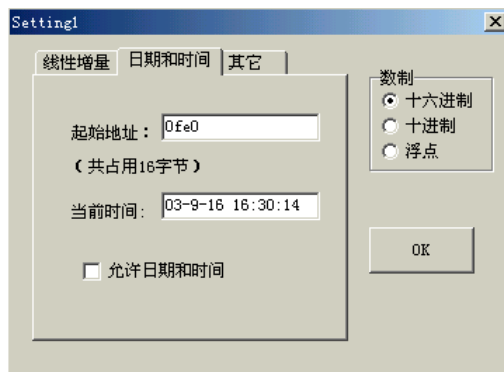 Setting1
线性增量 日期和时间 其它
起始地址： 0fe0
（共占用16字节）
当前时间: 03-9-16 16:30:14
允许日期和时间
数制
十六进制
十进制
浮点
OK